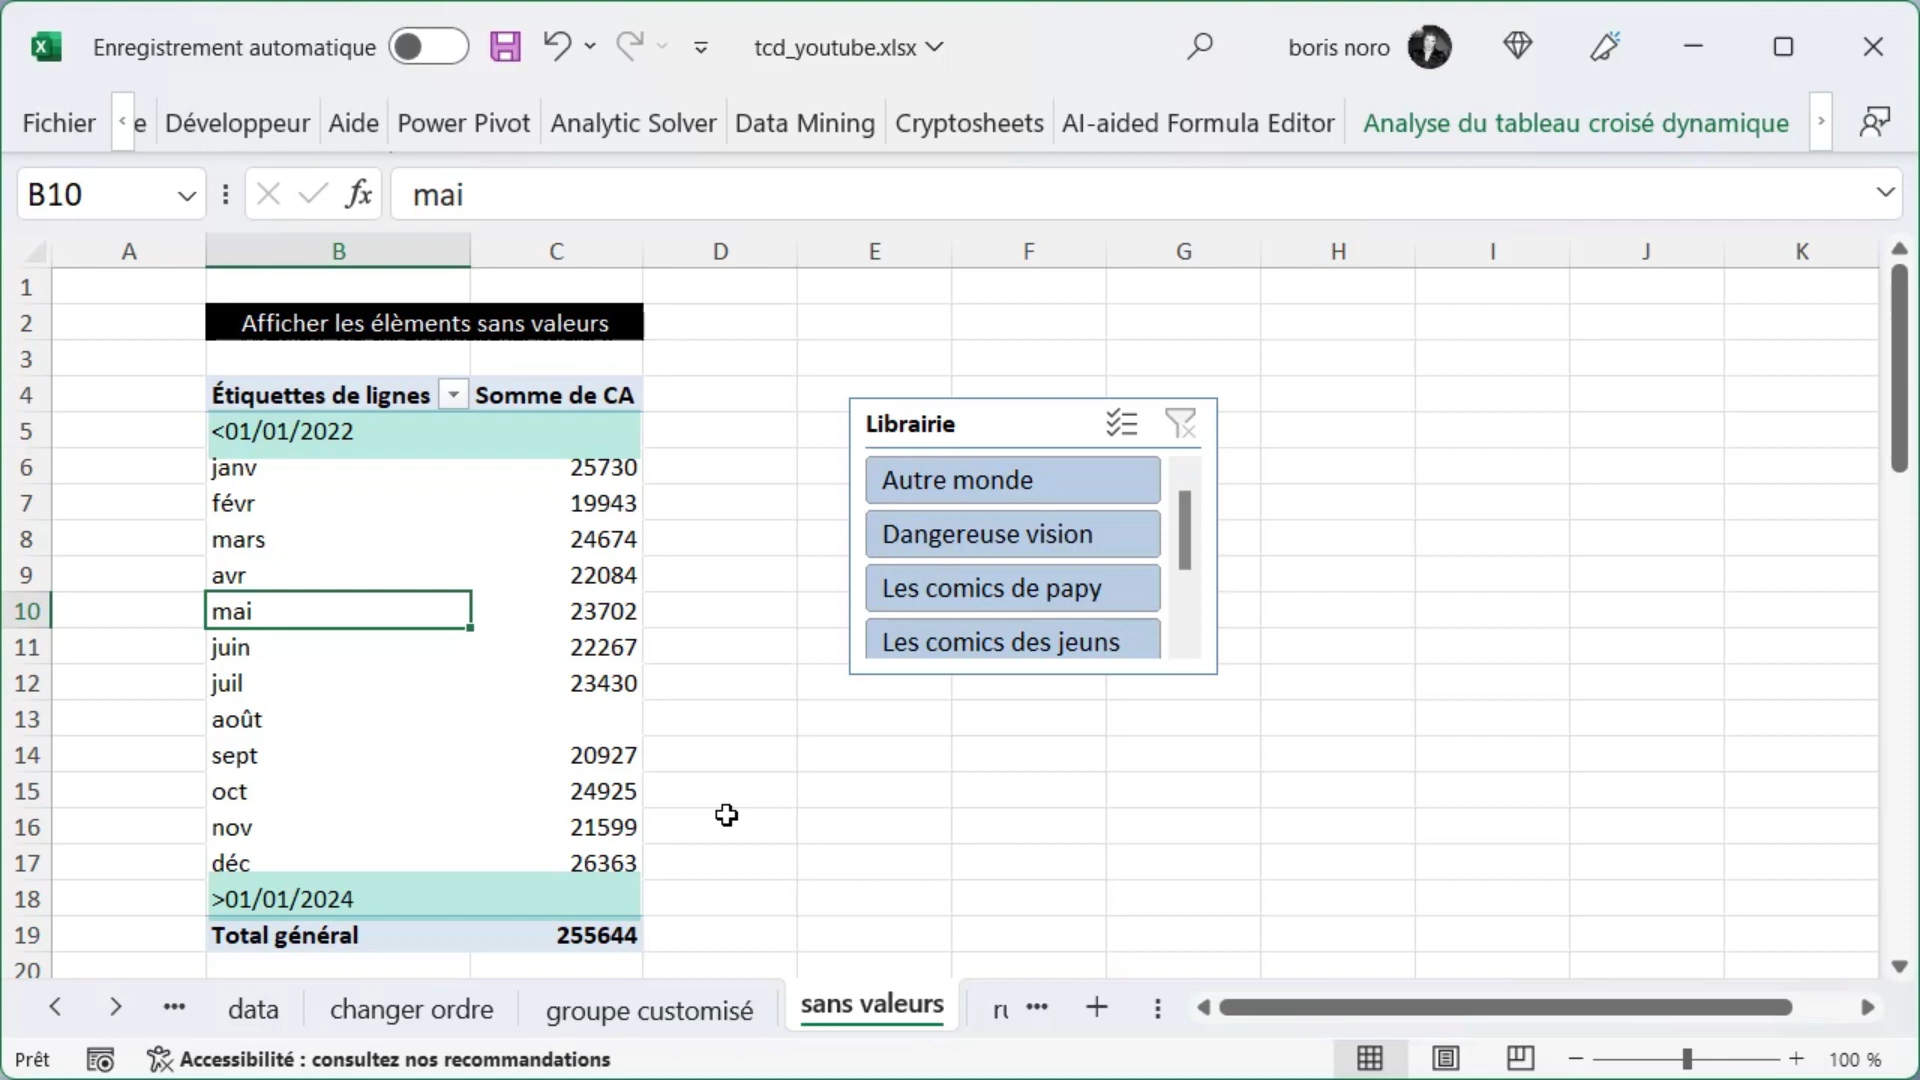 Enregistrement automatique
tcd_youtube.xlsx
boris noro
Fichier e Développeur Aide Power Pivot Analytic Solver Data Mining Cryptosheets AI-aided Formula Editor Analyse du tableau croisé dynamique
B10 fx mai
A B C D E F G H I J K
1
2 Afficher les élèments sans valeurs
3
4 Étiquettes de lignes Somme de CA
5 <01/01/2022
6 janv 25730
7 févr 19943
8 mars 24674
9 avr 22084
10 mai 23702
11 juin 22267
12 juil 23430
13 août
14 sept 20927
15 oct 24925
16 nov 21599
17 déc 26363
18 >01/01/2024
19 Total général 255644
20
Librairie
Autre monde
Dangereuse vision
Les comics de papy
Les comics des jeuns
data changer ordre groupe customisé sans valeurs
Prêt Accessibilité : consultez nos recommandations 100 %